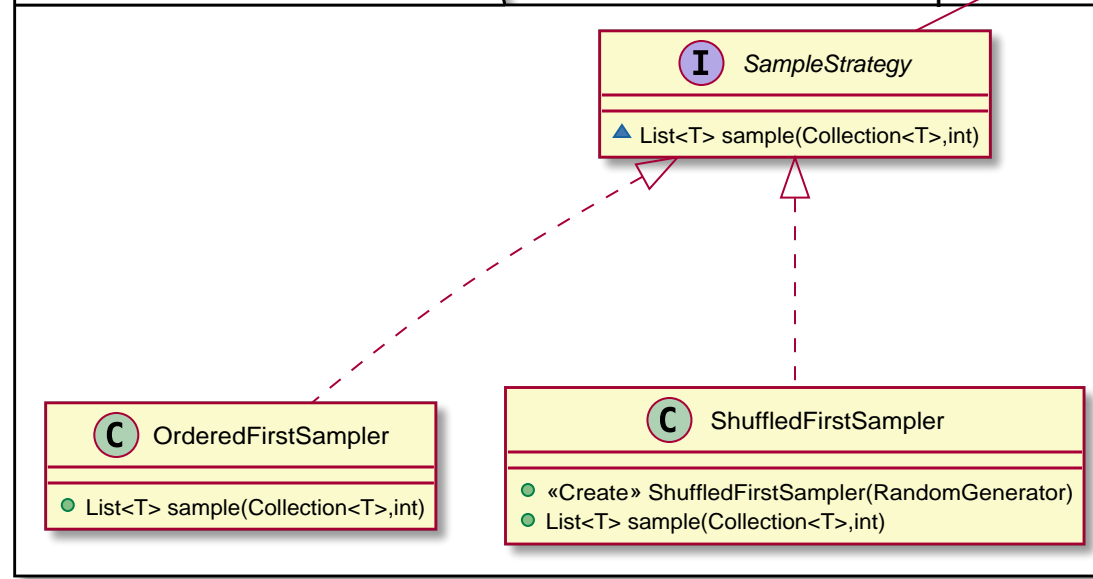 I SampleStrategy
List<T> sample(Collection<T>,int)
C OrderedFirstSampler
List<T> sample(Collection<T>,int)
C ShuffledFirstSampler
«Create» ShuffledFirstSampler(RandomGenerator)
List<T> sample(Collection<T>,int)